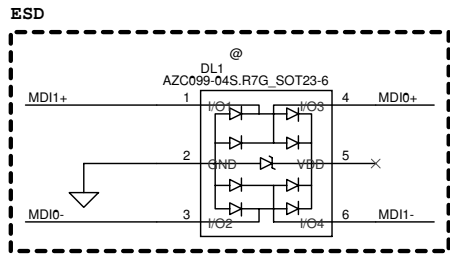 ESD
@
DL1
AZC099-04S.R7G_SOT23-6
MDI1+ 1 I/O1 I/O3 4 MDI0+
2 GND VDD 5
MDI0- 3 I/O2 I/O4 6 MDI1-